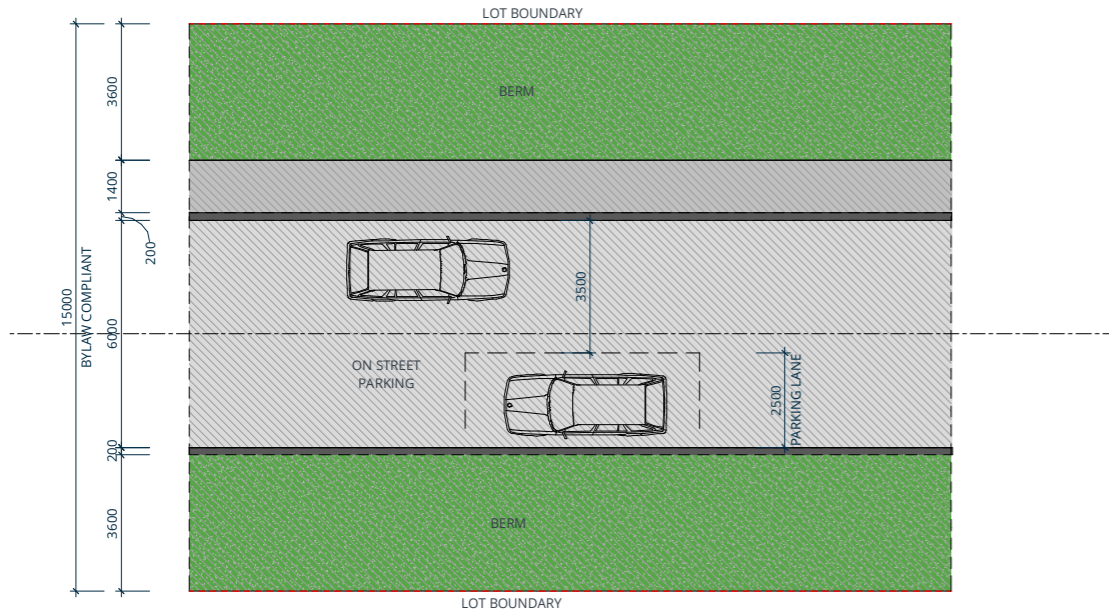 LOT BOUNDARY
3600
BERM
1400
200
15000
BYLAW COMPLIANT
6000
3500
ON STREET
PARKING
2500
PARKING LANE
200
3600
BERM
LOT BOUNDARY